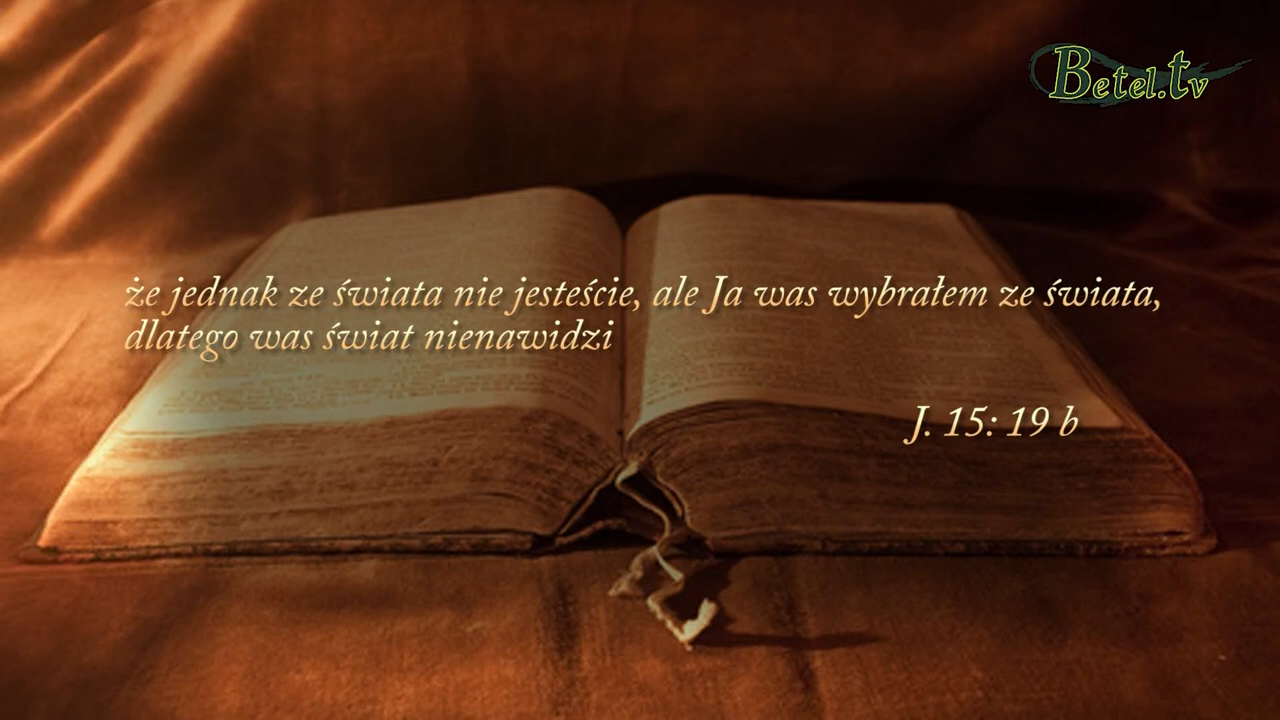 Betel.tv
że jednak ze świata nie jesteście, ale Ja was wybrałem ze świata,
dlatego was świat nienawidzi
J. 15: 19 b